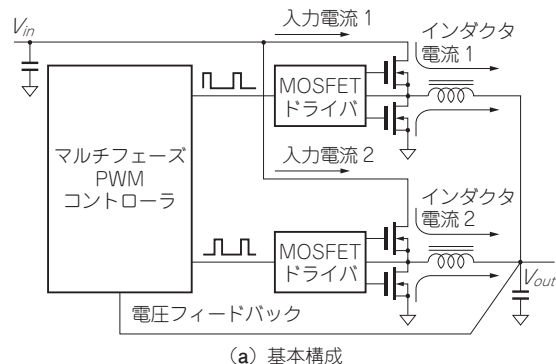 V_in
入力電流 1
インダクタ
電流 1
MOSFET
ドライバ
マルチフェーズ
PWM
コントローラ
入力電流 2
インダクタ
電流 2
MOSFET
ドライバ
V_out
電圧フィードバック
(a) 基本構成